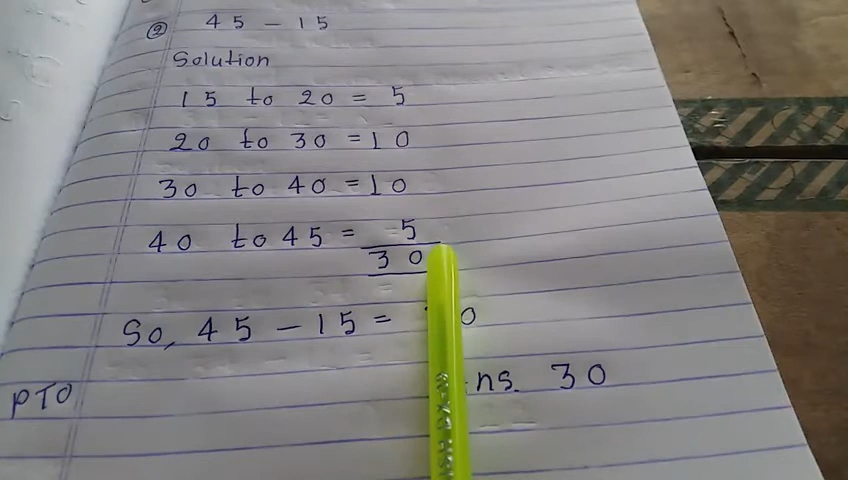 ② 45 - 15
Solution
15 to 20 = 5
20 to 30 = 10
30 to 40 = 10
40 to 45 = 5
30
So, 45 - 15 = 0
ns. 30
PTO